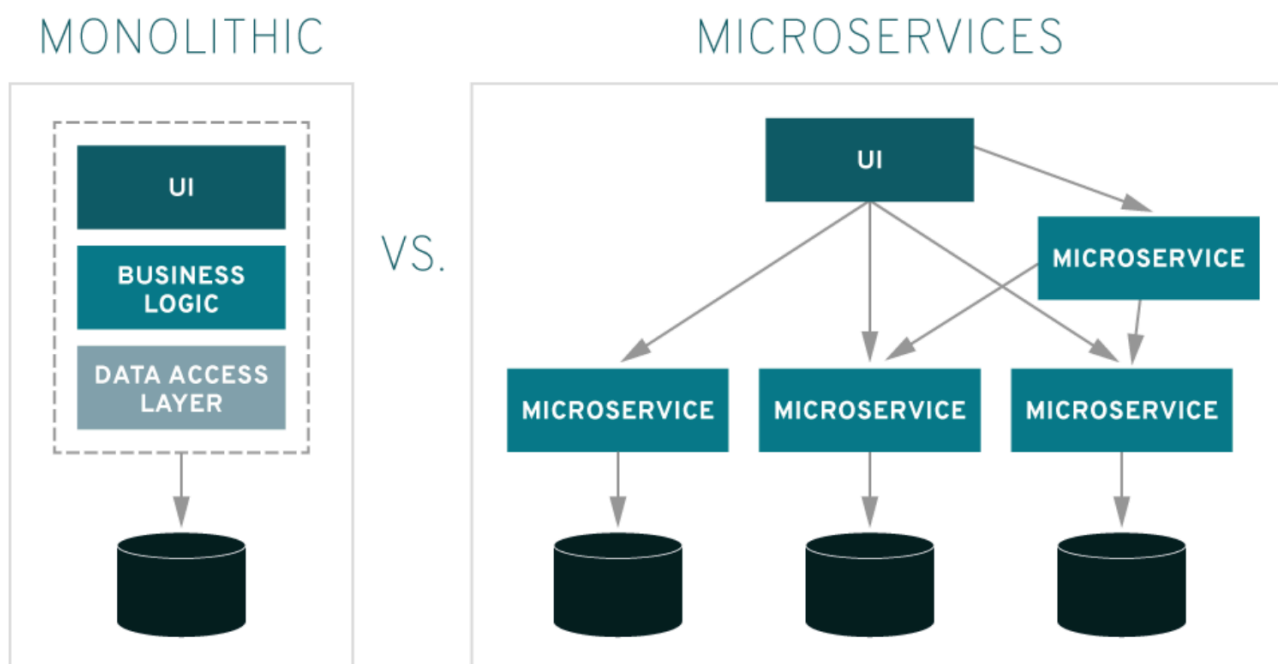 MONOLITHIC
MICROSERVICES
UI
BUSINESS
LOGIC
DATA ACCESS
LAYER
VS.
UI
MICROSERVICE
MICROSERVICE
MICROSERVICE
MICROSERVICE